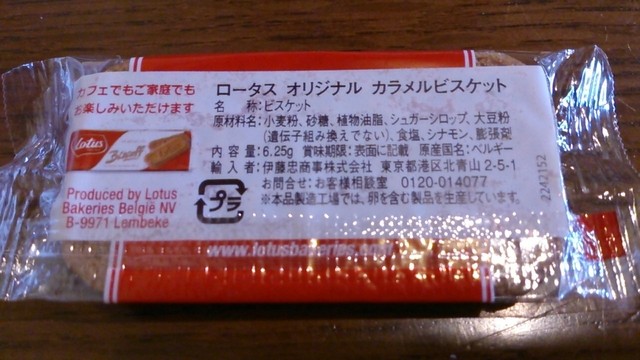 カフェでもご家庭でも
お楽しみいただけます
Lotus
Produced by Lotus
Bakeries België NV
B-9971 Lembeke
ロータス オリジナル カラメルビスケット
名 称:ビスケット
原材料名:小麦粉、砂糖、植物油脂、シュガーシロップ、大豆粉
(遺伝子組み換えでない)、食塩、シナモン、膨張剤
内 容 量:6.25g 賞味期限:表面に記載 原産国名:ベルギー
輸 入 者:伊藤忠商事株式会社 東京都港区北青山2-5-1
お問合せ:お客様相談室 0120-014077
※本品製造工場では、卵を含む製品を生産しています。
プラ
2242152
www.lotusbakeries.com